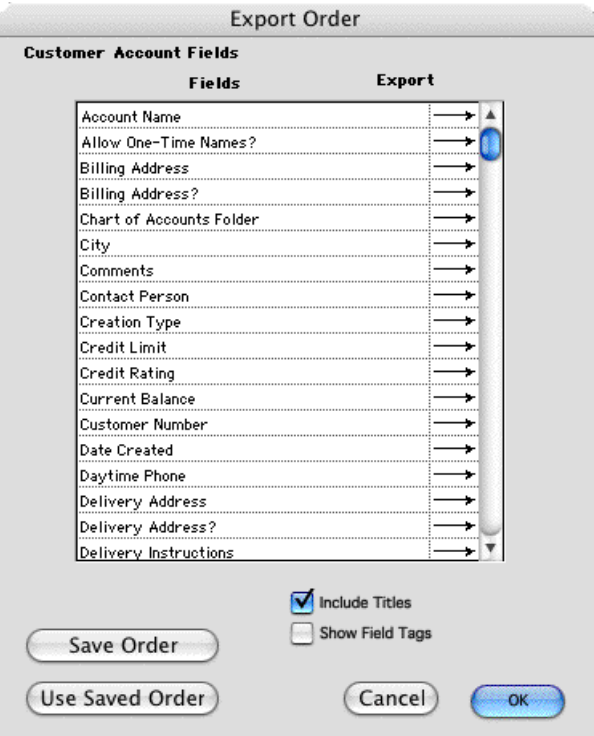 Export Order
Customer Account Fields
Fields Export
Account Name
Allow One-Time Names?
Billing Address
Billing Address?
Chart of Accounts Folder
City
Comments
Contact Person
Creation Type
Credit Limit
Credit Rating
Current Balance
Customer Number
Date Created
Daytime Phone
Delivery Address
Delivery Address?
Delivery Instructions
Include Titles
Show Field Tags
Save Order
Use Saved Order
Cancel
OK